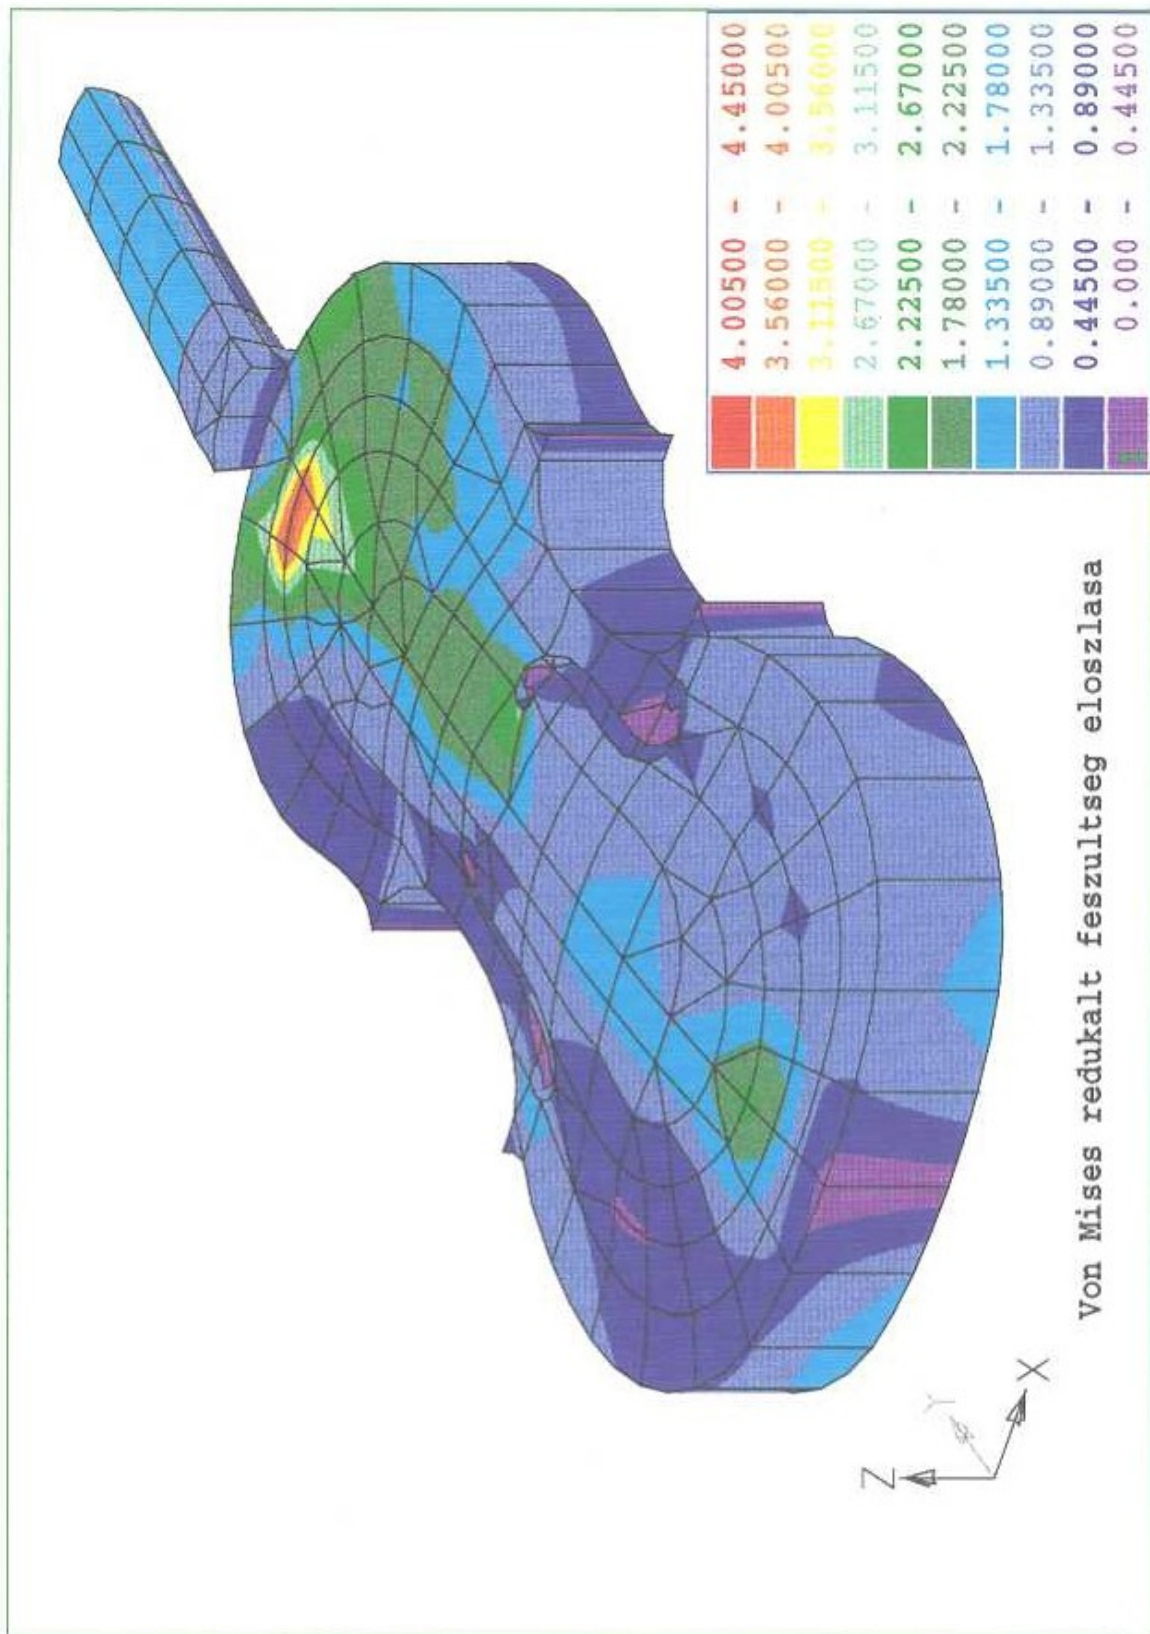 4.00500 - 4.45000
3.56000 - 4.00500
3.11500 - 3.56000
2.67000 - 3.11500
2.22500 - 2.67000
1.78000 - 2.22500
1.33500 - 1.78000
0.89000 - 1.33500
0.44500 - 0.89000
0.000 - 0.44500
Z
Y
X
Von Mises redukalt feszultseg eloszlasa